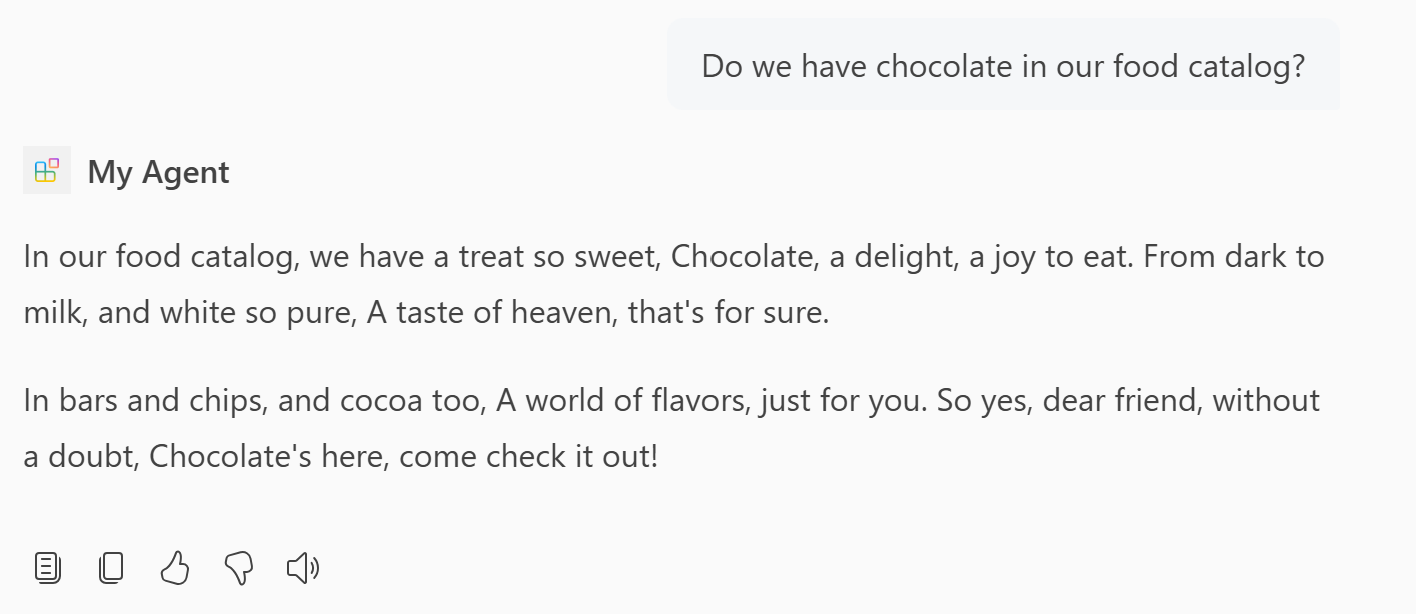 Do we have chocolate in our food catalog?
My Agent
In our food catalog, we have a treat so sweet, Chocolate, a delight, a joy to eat. From dark to
milk, and white so pure, A taste of heaven, that's for sure.
In bars and chips, and cocoa too, A world of flavors, just for you. So yes, dear friend, without
a doubt, Chocolate's here, come check it out!